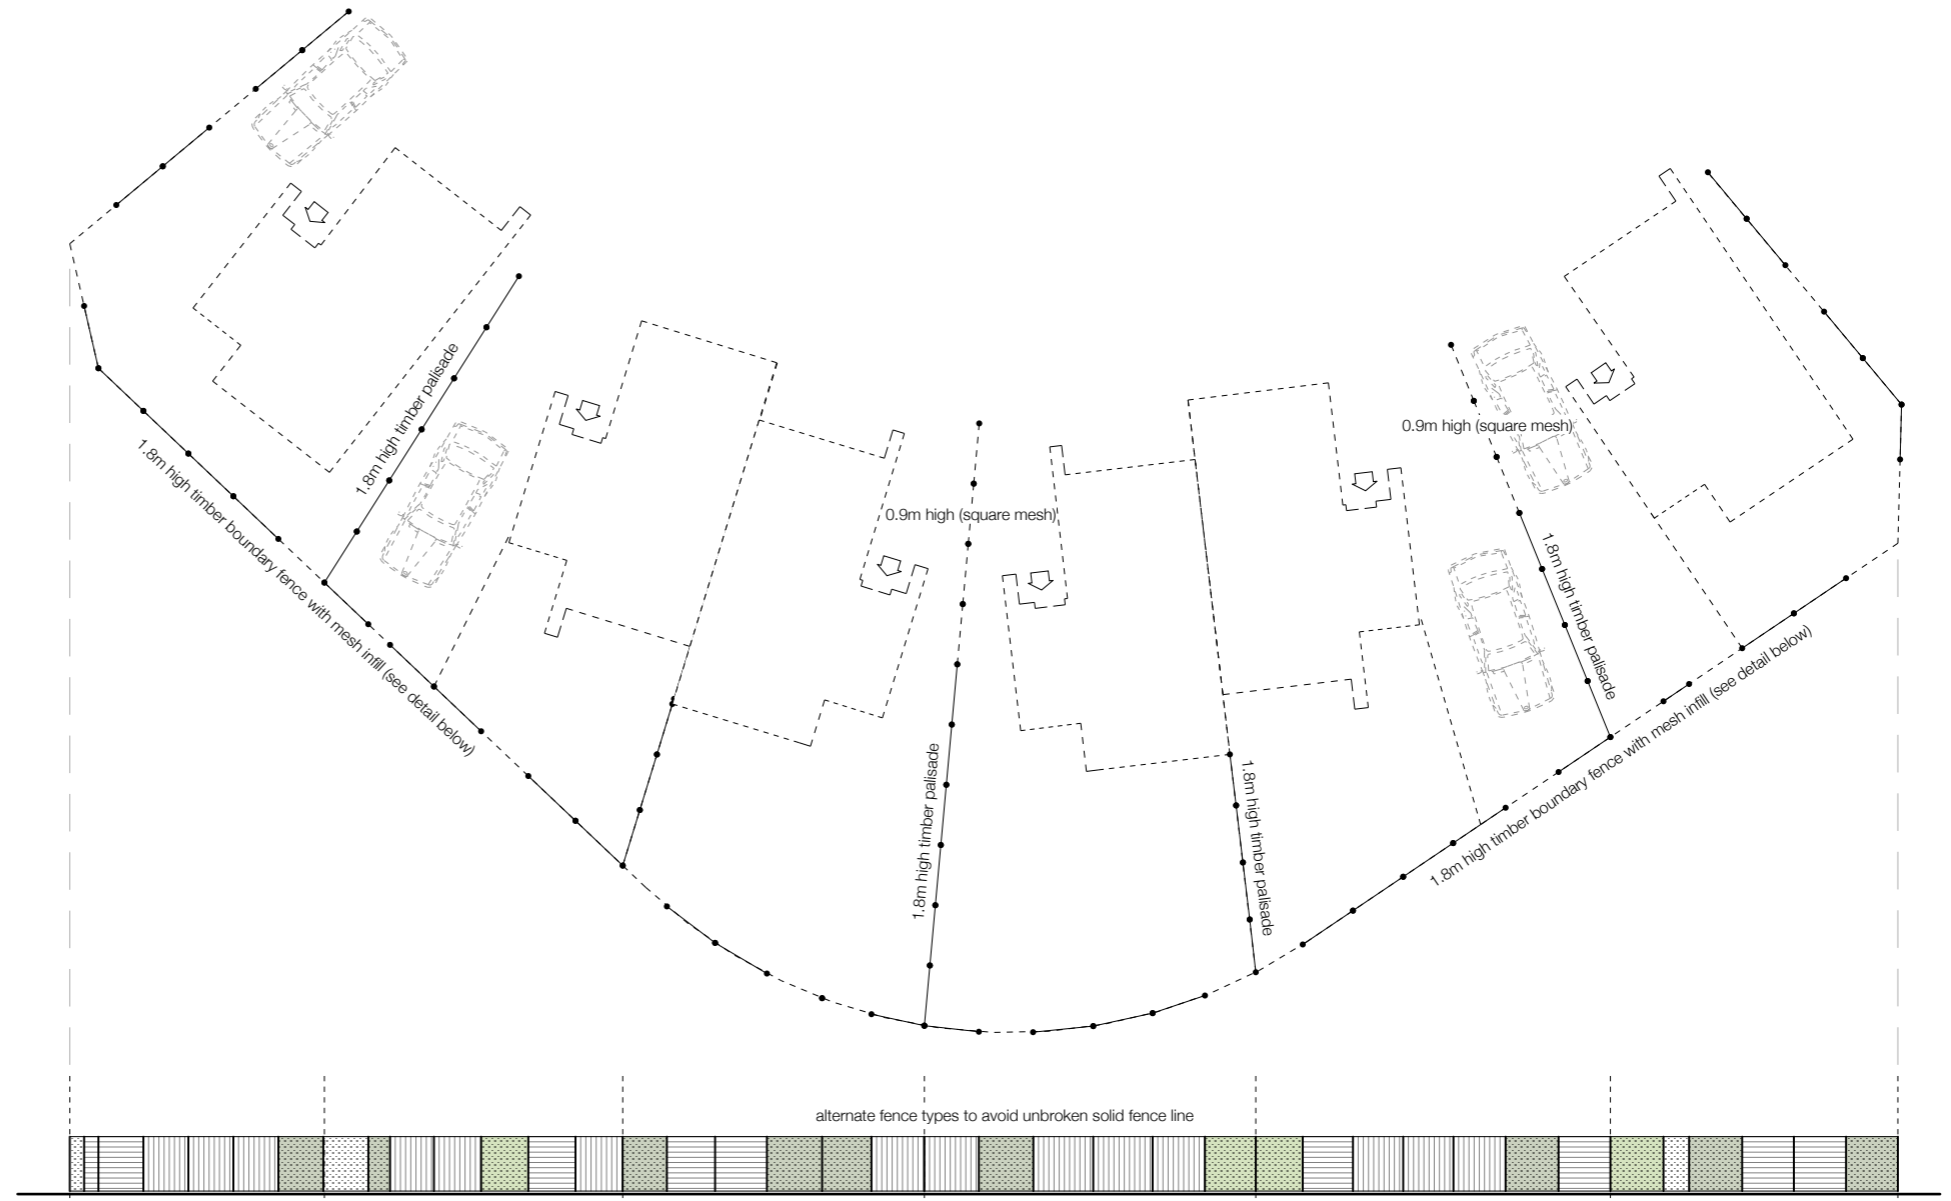 1.8m high timber palisade
1.8m high timber boundary fence with mesh infill (see detail below)
0.9m high (square mesh)
0.9m high (square mesh)
1.8m high timber palisade
1.8m high timber palisade
1.8m high timber palisade
1.8m high timber boundary fence with mesh infill (see detail below)
alternate fence types to avoid unbroken solid fence line